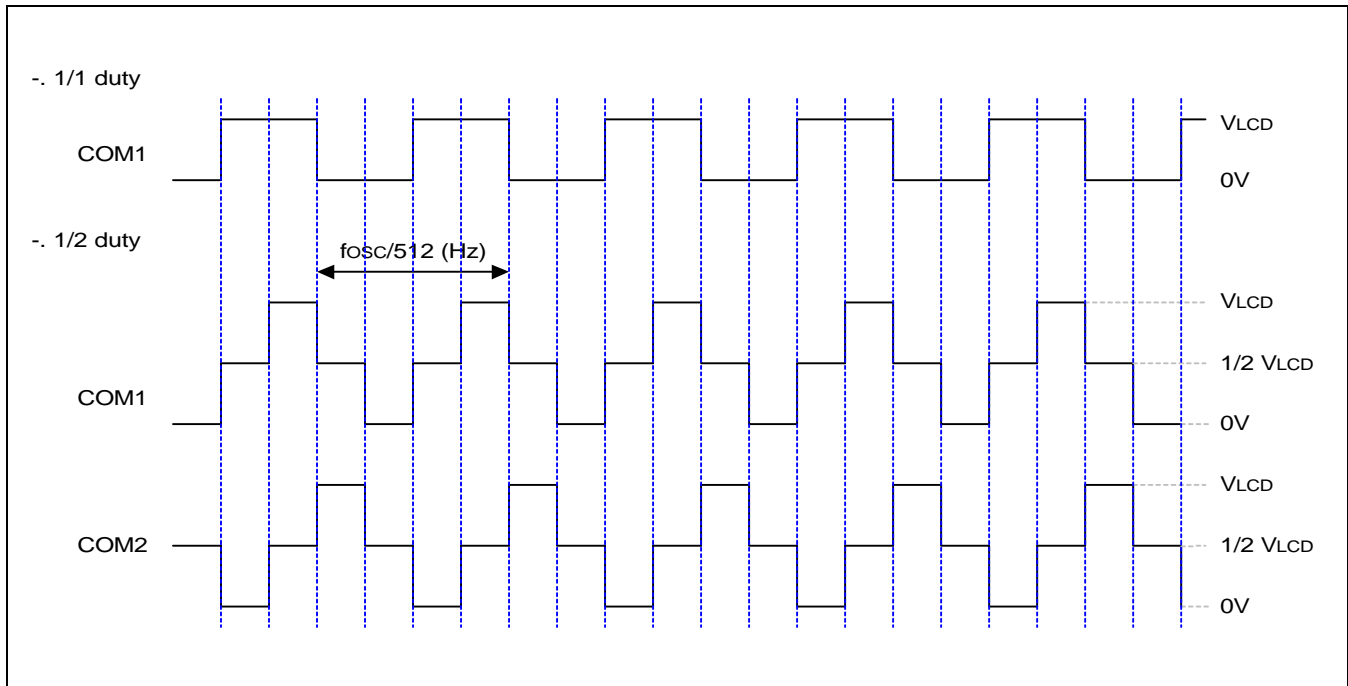 -. 1/1 duty
VLCD
COM1
0V
-. 1/2 duty
fOSC/512 (Hz)
VLCD
1/2 VLCD
COM1
0V
VLCD
COM2
1/2 VLCD
0V